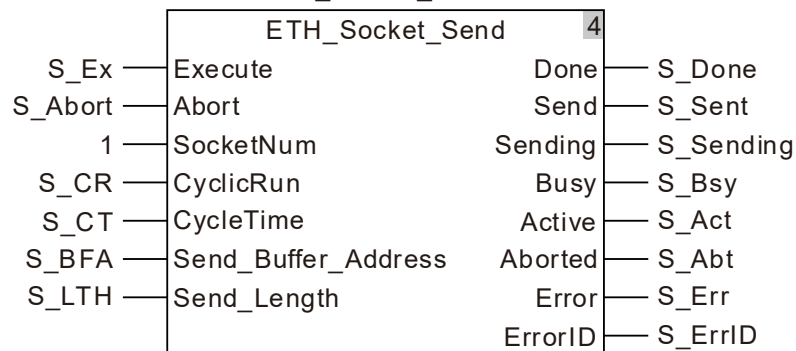 ETH_Socket_Send 4
S_Ex Execute Done S_Done
S_Abort Abort Send S_Sent
1 SocketNum Sending S_Sending
S_CR CyclicRun Busy S_Bsy
S_CT CycleTime Active S_Act
S_BFA Send_Buffer_Address Aborted S_Abt
S_LTH Send_Length Error S_Err
ErrorID S_ErrID